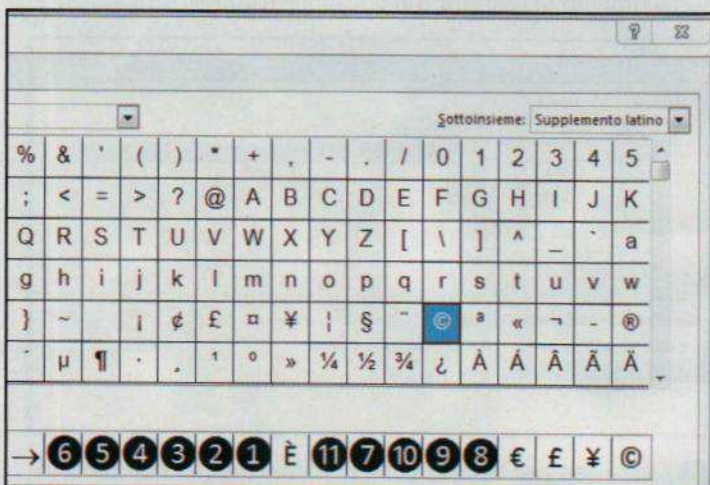 ?
Sottoinsieme: Supplemento latino
% & ' ( ) * + , - . / 0 1 2 3 4 5
; < = > ? @ A B C D E F G H I J K
Q R S T U V W X Y Z [ \ ] ^ _ ` a
g h i j k l m n o p q r s t u v w
} ~ ¡ ¢ £ ¤ ¥ ¦ § ¨ © ª « ¬ - ®
´ µ ¶ · ¸ ¹ º » ¼ ½ ¾ ¿ À Á Â Ã Ä
→ ❻ ❺ ❹ ❸ ❷ ❶ È ⓫ ❼ ❿ ❾ ❽ € £ ¥ ©